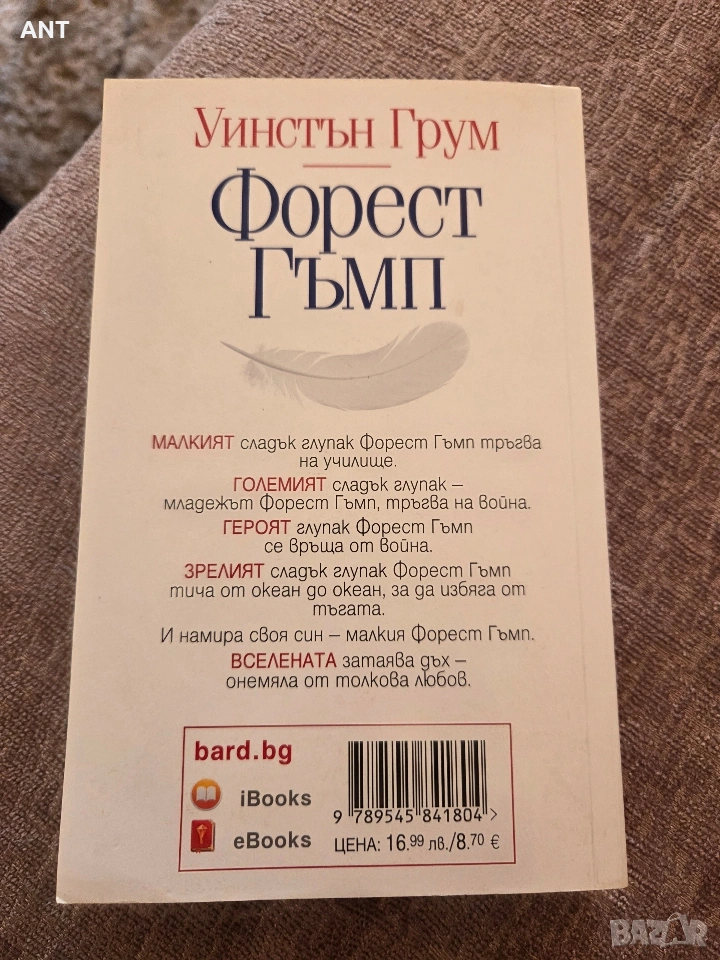 ANT
Уинстън Грум
Форест
Гъмп
МАЛКИЯТ сладък глупак Форест Гъмп тръгва
на училище.
ГОЛЕМИЯТ сладък глупак –
младежът Форест Гъмп, тръгва на война.
ГЕРОЯТ глупак Форест Гъмп
се връща от война.
ЗРЕЛИЯТ сладък глупак Форест Гъмп
тича от океан до океан, за да избяга от
тъгата.
И намира своя син – малкия Форест Гъмп.
ВСЕЛЕНАТА затаява дъх –
онемяла от толкова любов.
bard.bg
iBooks
eBooks
9 789545 841804 >
ЦЕНА: 16.99 лв./8.70 €
BAZAR